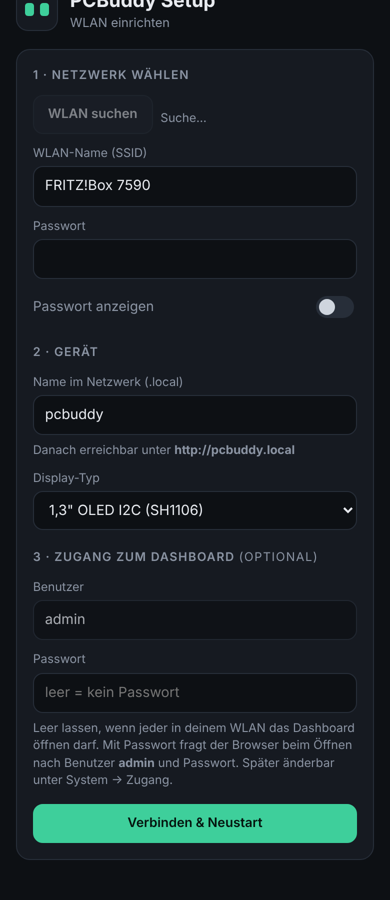 PCBuddy Setup
WLAN einrichten
1 · NETZWERK WÄHLEN
WLAN suchen
Suche...
WLAN-Name (SSID)
FRITZ!Box 7590
Passwort
Passwort anzeigen
2 · GERÄT
Name im Netzwerk (.local)
pcbuddy
Danach erreichbar unter http://pcbuddy.local
Display-Typ
1,3" OLED I2C (SH1106)
3 · ZUGANG ZUM DASHBOARD (OPTIONAL)
Benutzer
admin
Passwort
leer = kein Passwort
Leer lassen, wenn jeder in deinem WLAN das Dashboard
öffnen darf. Mit Passwort fragt der Browser beim Öffnen
nach Benutzer admin und Passwort. Später änderbar
unter System → Zugang.
Verbinden & Neustart